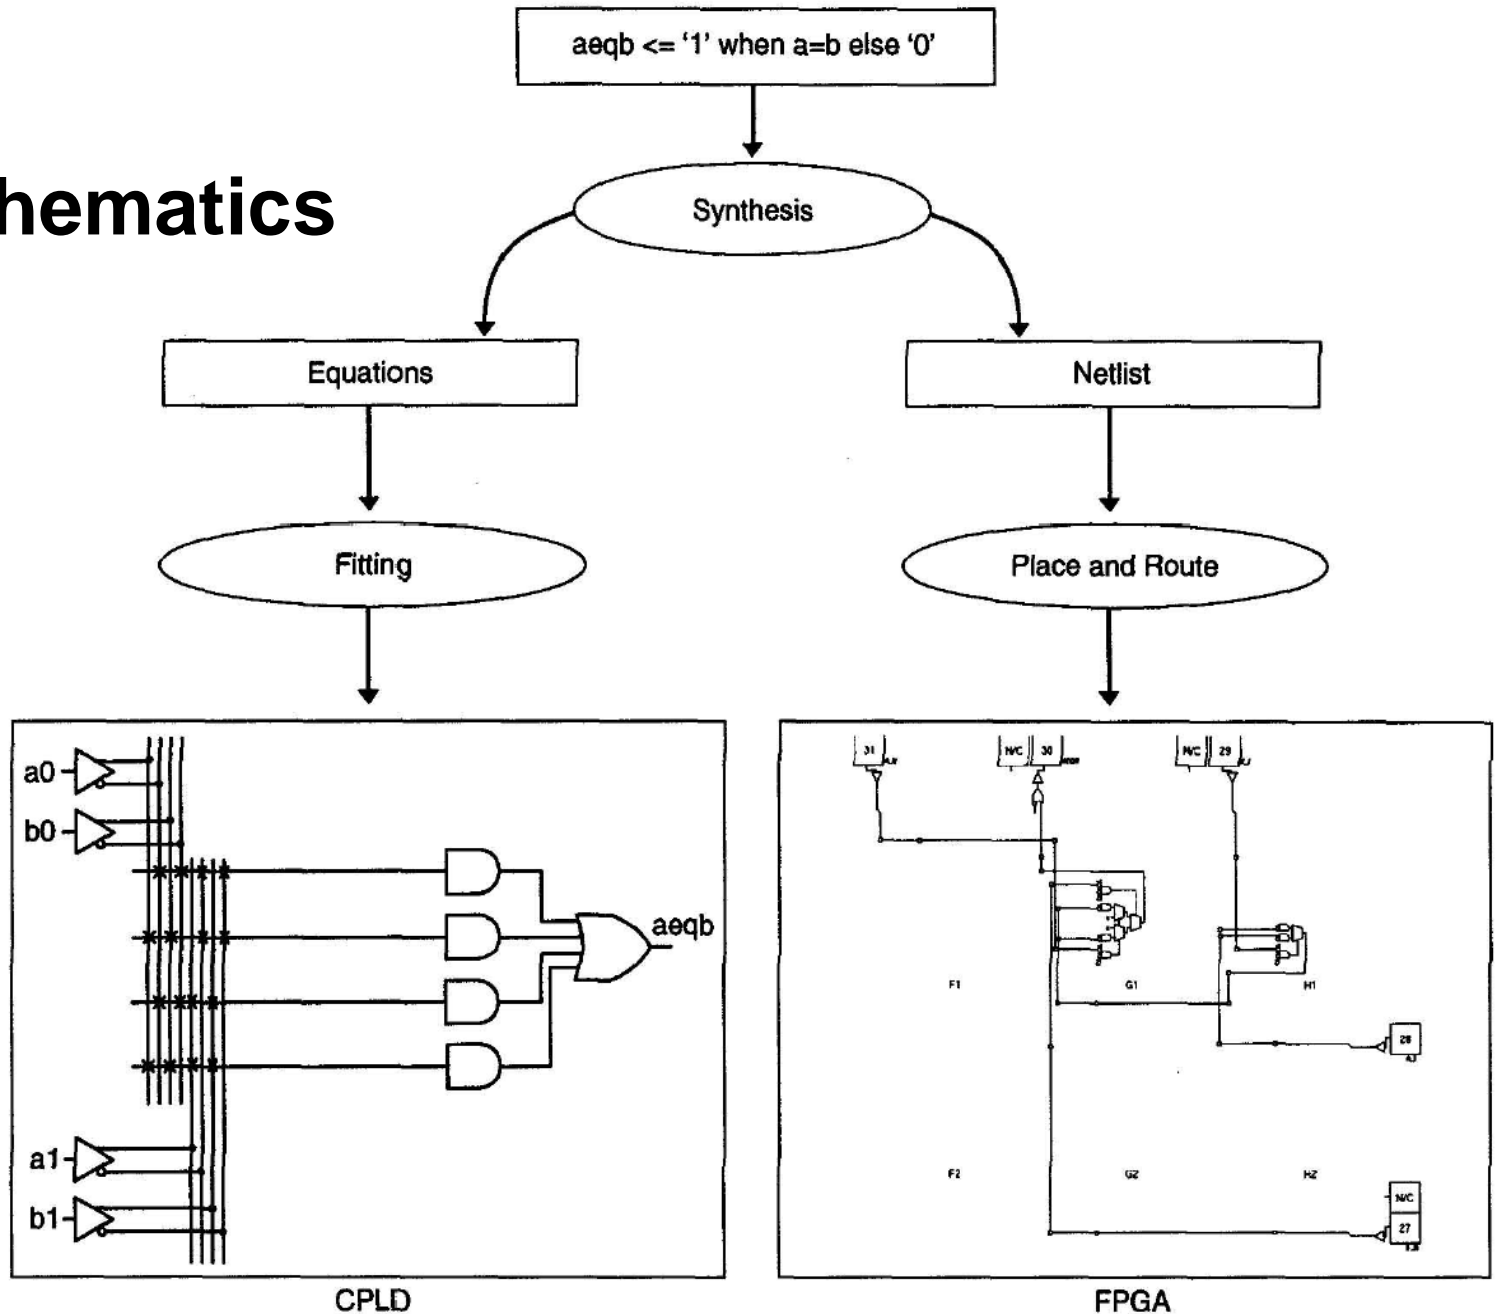 aeqb <= ‘1’ when a=b else ‘0’
hematics
Synthesis
Equations
Netlist
Fitting
Place and Route
a0
b0
aeqb
a1
b1
CPLD
31
N/C
30
N/C
29
F1
G1
H1
28
F2
G2
H2
N/C
27
FPGA